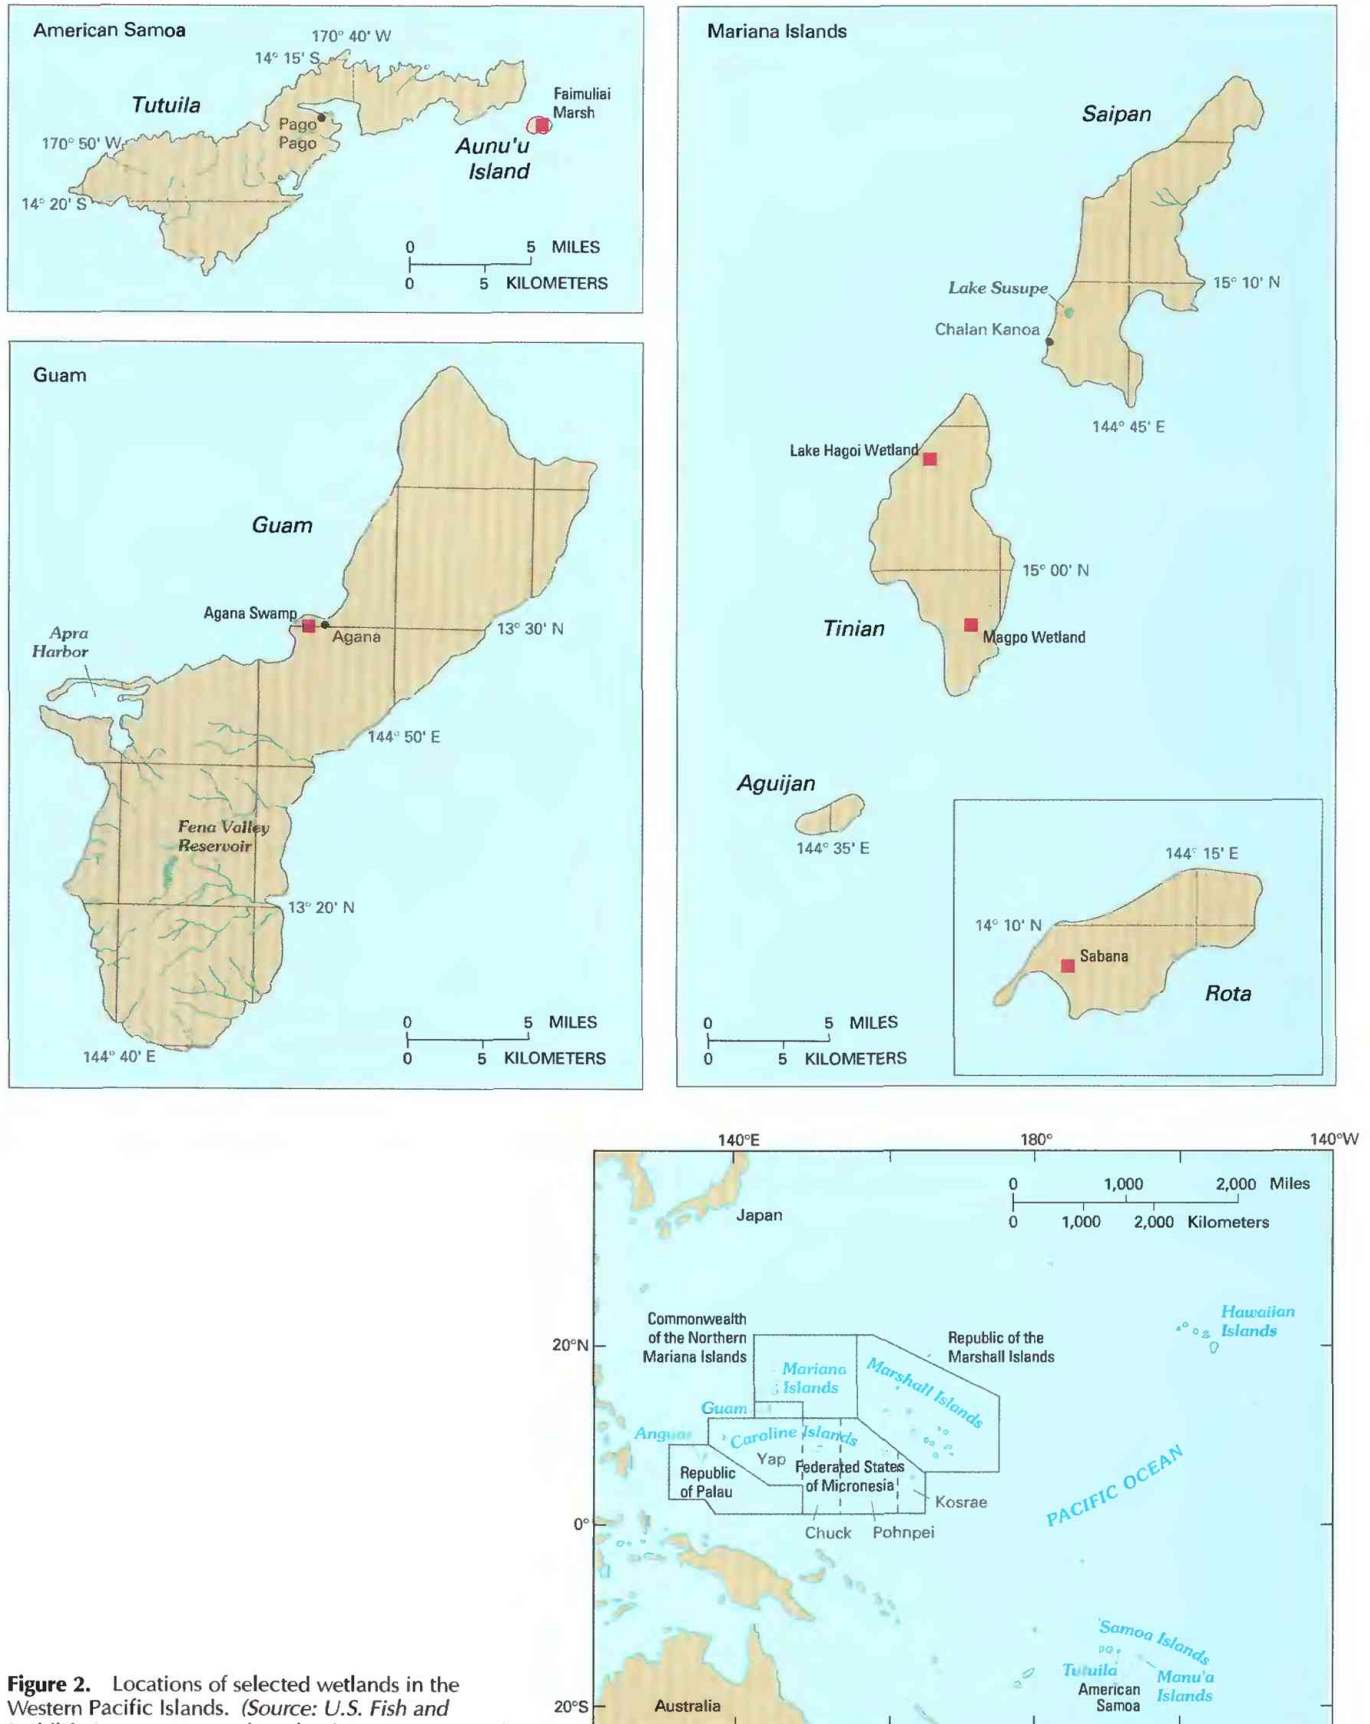 American Samoa
170° 40' W
14° 15' S
Tutuila
Faimuliai
Marsh
Pago
Pago
170° 50' W
Aunu'u
Island
14° 20' S
0 5 MILES
0 5 KILOMETERS
Guam
Guam
Agana Swamp
Agana
13° 30' N
Apra
Harbor
144° 50' E
Fena Valley
Reservoir
13° 20' N
0 5 MILES
0 5 KILOMETERS
144° 40' E
Mariana Islands
Saipan
Lake Susupe
15° 10' N
Chalan Kanoa
144° 45' E
Lake Hagoi Wetland
15° 00' N
Tinian
Magpo Wetland
Aguijan
144° 35' E
144° 15' E
14° 10' N
Sabana
Rota
0 5 MILES
0 5 KILOMETERS
140°E 180° 140°W
0 1,000 2,000 Miles
0 1,000 2,000 Kilometers
Japan
Hawaiian
Islands
Commonwealth
of the Northern
Mariana Islands
20°N
Republic of the
Marshall Islands
Mariana
Islands
Marshall Islands
Guam
Anguar
Caroline Islands
Yap
Federated States
of Micronesia
Republic
of Palau
Kosrae
PACIFIC OCEAN
0°
Chuck Pohnpei
Samoa Islands
Tutuila
Manu'a
Islands
American
Samoa
20°S
Australia
Figure 2. Locations of selected wetlands in the
Western Pacific Islands. (Source: U.S. Fish and